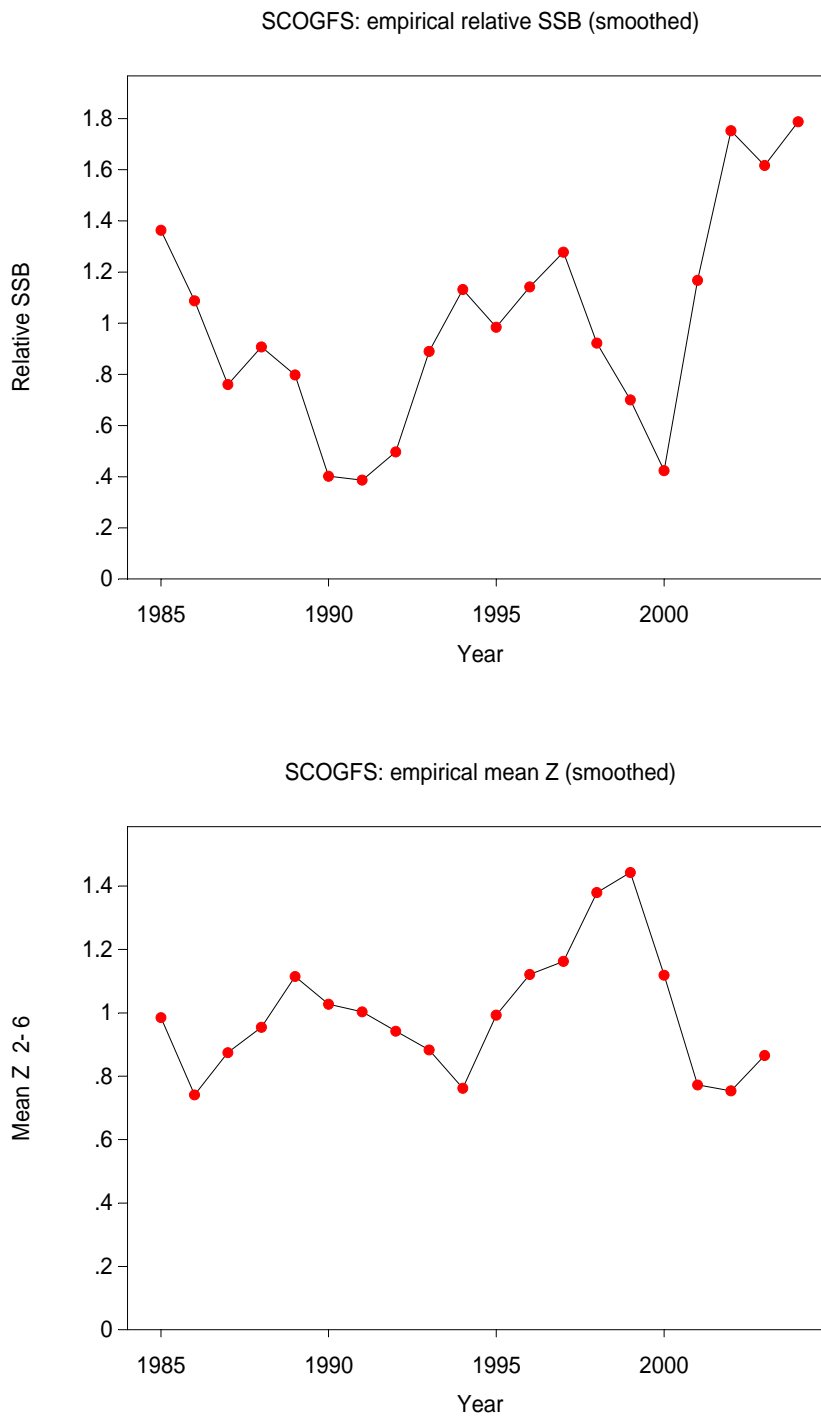 SCOGFS: empirical relative SSB (smoothed)
1.8
1.6
1.4
1.2
1
.8
.6
.4
.2
0
Relative SSB
1985 1990 1995 2000
Year
SCOGFS: empirical mean Z (smoothed)
1.4
1.2
1
.8
.6
.4
.2
0
Mean Z 2- 6
1985 1990 1995 2000
Year